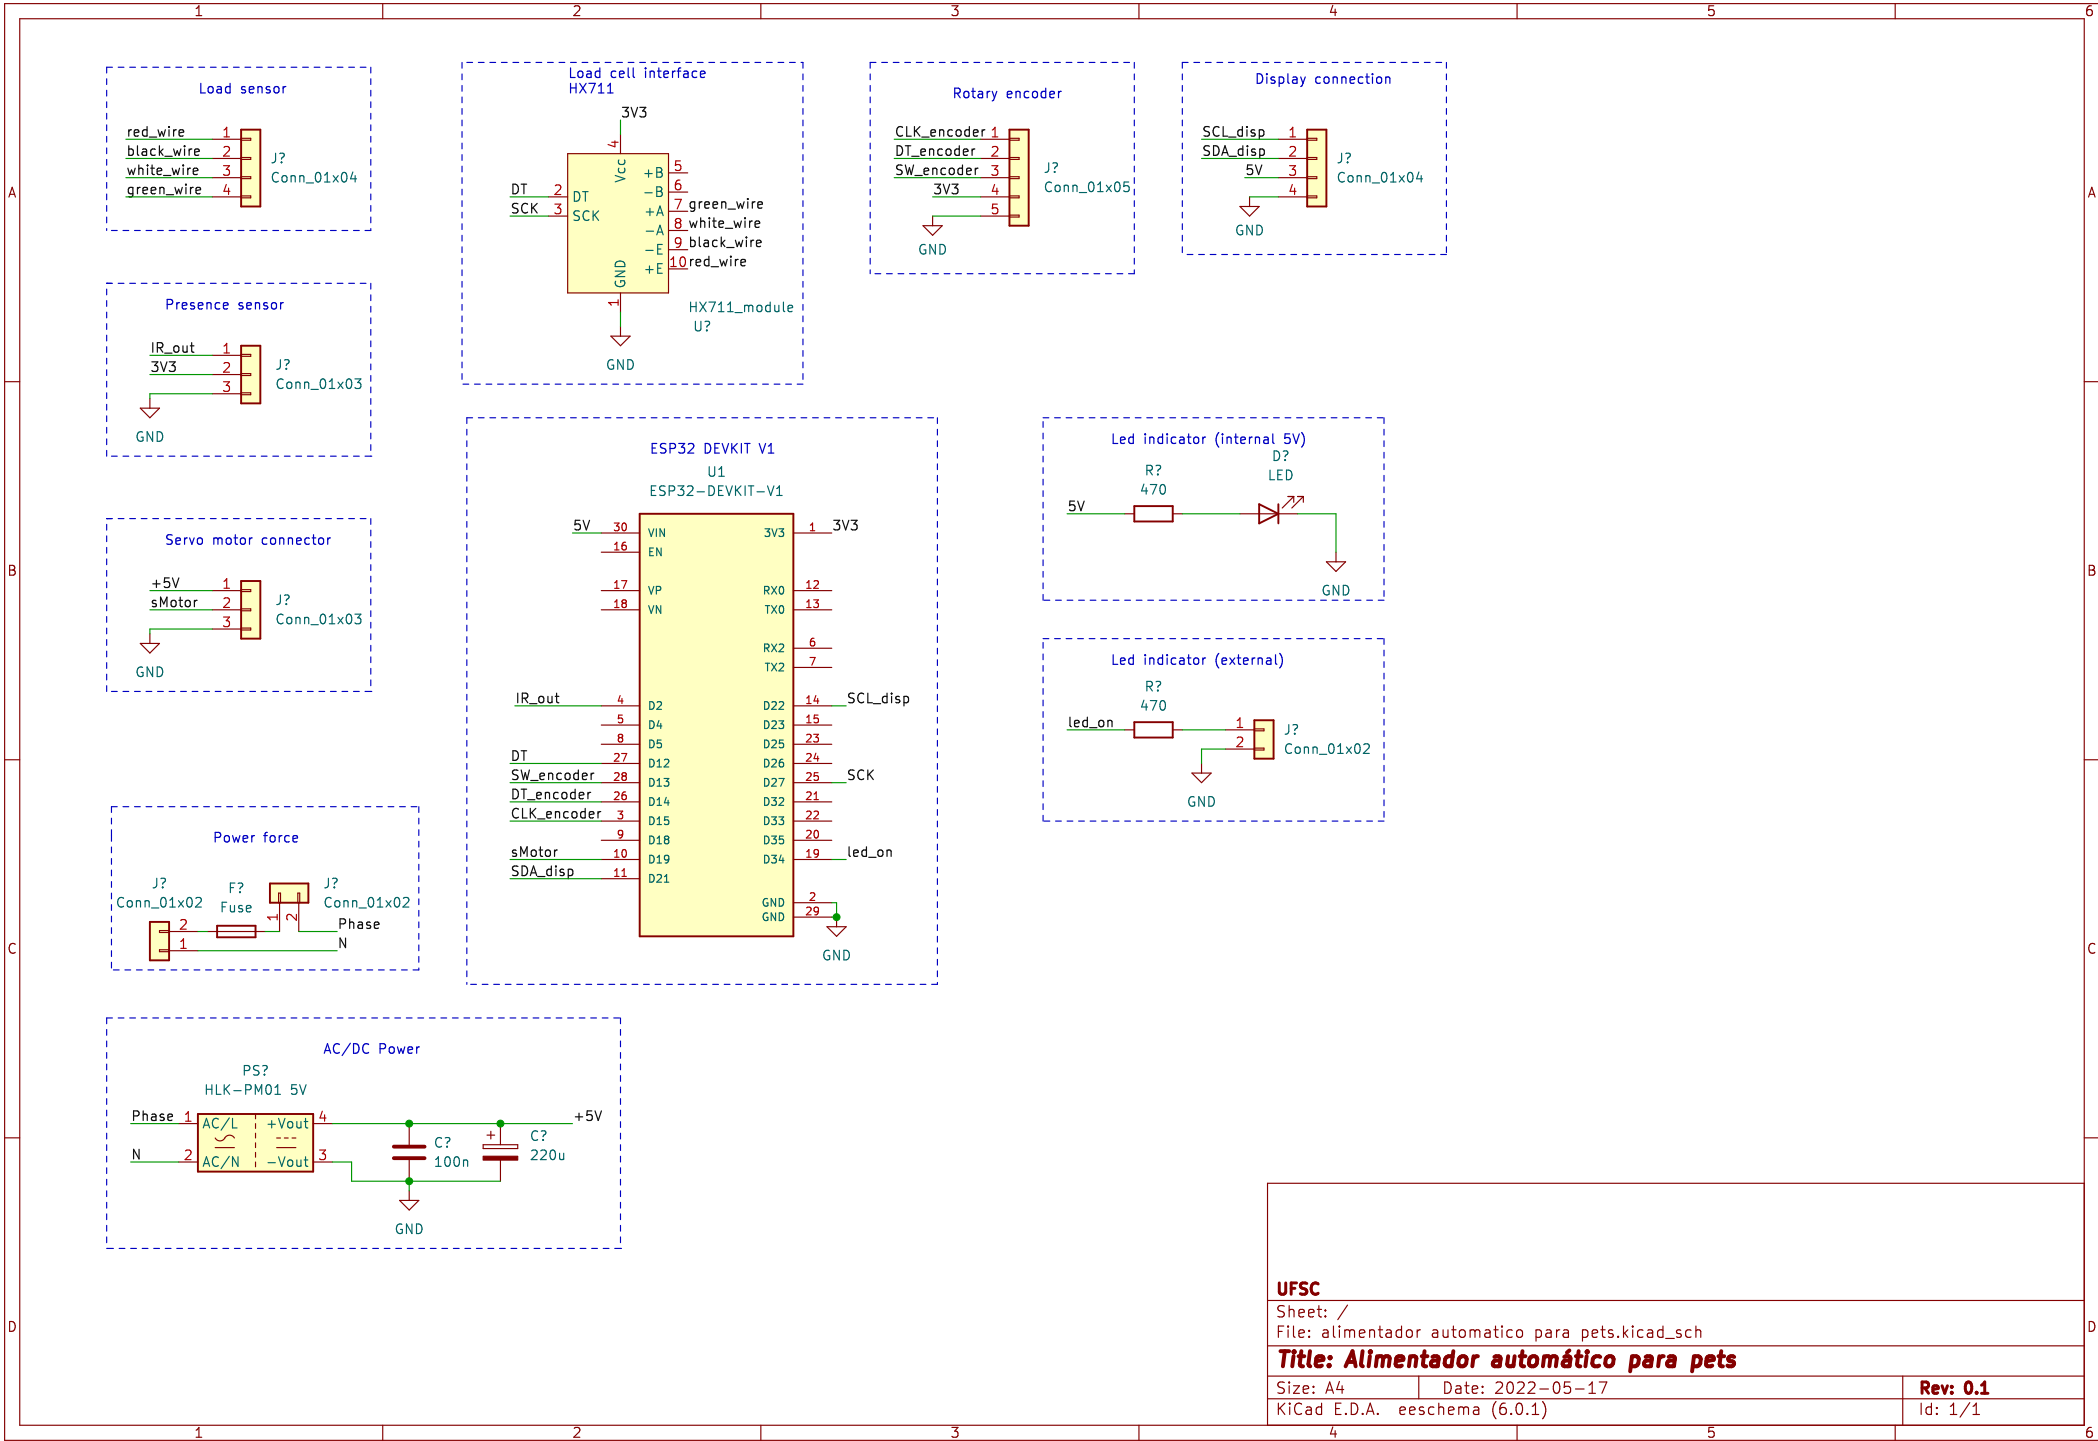 1 2 3 4 5 6
A
B
C
D
A
B
C
D
1 2 3 4 5 6
Load sensor
red_wire 1
black_wire 2
white_wire 3
green_wire 4
J?
Conn_01x04
Load cell interface
HX711
3V3
4
Vcc
DT 2 DT
SCK 3 SCK
+B 5
-B 6
+A 7 green_wire
-A 8 white_wire
-E 9 black_wire
+E 10 red_wire
GND
1
HX711_module
U?
GND
Rotary encoder
CLK_encoder 1
DT_encoder 2
SW_encoder 3
3V3 4
5
J?
Conn_01x05
GND
Display connection
SCL_disp 1
SDA_disp 2
5V 3
4
J?
Conn_01x04
GND
Presence sensor
IR_out 1
3V3 2
3
J?
Conn_01x03
GND
Servo motor connector
+5V 1
sMotor 2
3
J?
Conn_01x03
GND
ESP32 DEVKIT V1
U1
ESP32-DEVKIT-V1
5V 30 VIN
16 EN
17 VP
18 VN
IR_out 4 D2
5 D4
8 D5
DT 27 D12
SW_encoder 28 D13
DT_encoder 26 D14
CLK_encoder 3 D15
9 D18
sMotor 10 D19
SDA_disp 11 D21
3V3 1 3V3
RX0 12
TX0 13
RX2 6
TX2 7
D22 14 SCL_disp
D23 15
D25 23
D26 24
D27 25 SCK
D32 21
D33 22
D35 20
D34 19 led_on
GND 2
GND 29
GND
Led indicator (internal 5V)
D?
LED
R?
470
5V
GND
Led indicator (external)
R?
470
led_on
1
2
J?
Conn_01x02
GND
Power force
J?
Conn_01x02
F?
Fuse
J?
Conn_01x02
1 2
2
1
Phase
N
AC/DC Power
PS?
HLK-PM01 5V
Phase 1 AC/L +Vout 4 +5V
N 2 AC/N -Vout 3
C?
100n
+
C?
220u
GND
UFSC
Sheet: /
File: alimentador automatico para pets.kicad_sch
Title: Alimentador automático para pets
Size: A4 Date: 2022-05-17 Rev: 0.1
KiCad E.D.A. eeschema (6.0.1) Id: 1/1